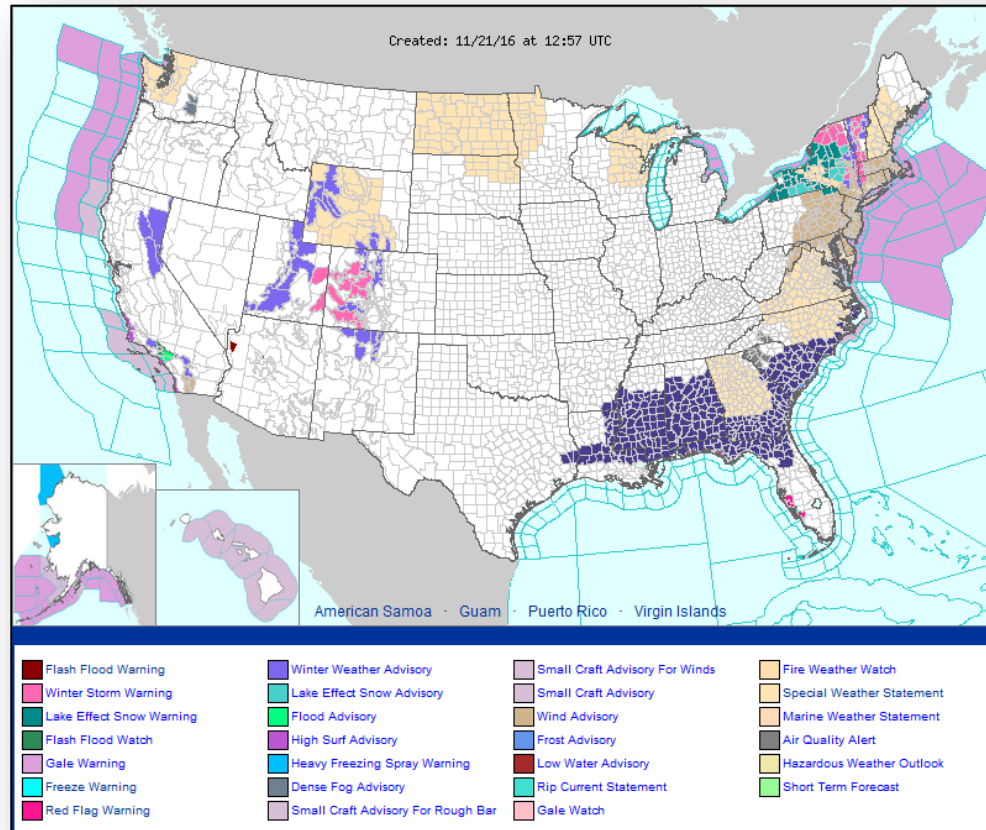 Created: 11/21/16 at 12:57 UTC
American Samoa · Guam · Puerto Rico · Virgin Islands
Flash Flood Warning
Winter Storm Warning
Lake Effect Snow Warning
Flash Flood Watch
Gale Warning
Freeze Warning
Red Flag Warning
Winter Weather Advisory
Lake Effect Snow Advisory
Flood Advisory
High Surf Advisory
Heavy Freezing Spray Warning
Dense Fog Advisory
Small Craft Advisory For Rough Bar
Small Craft Advisory For Winds
Small Craft Advisory
Wind Advisory
Frost Advisory
Low Water Advisory
Rip Current Statement
Gale Watch
Fire Weather Watch
Special Weather Statement
Marine Weather Statement
Air Quality Alert
Hazardous Weather Outlook
Short Term Forecast